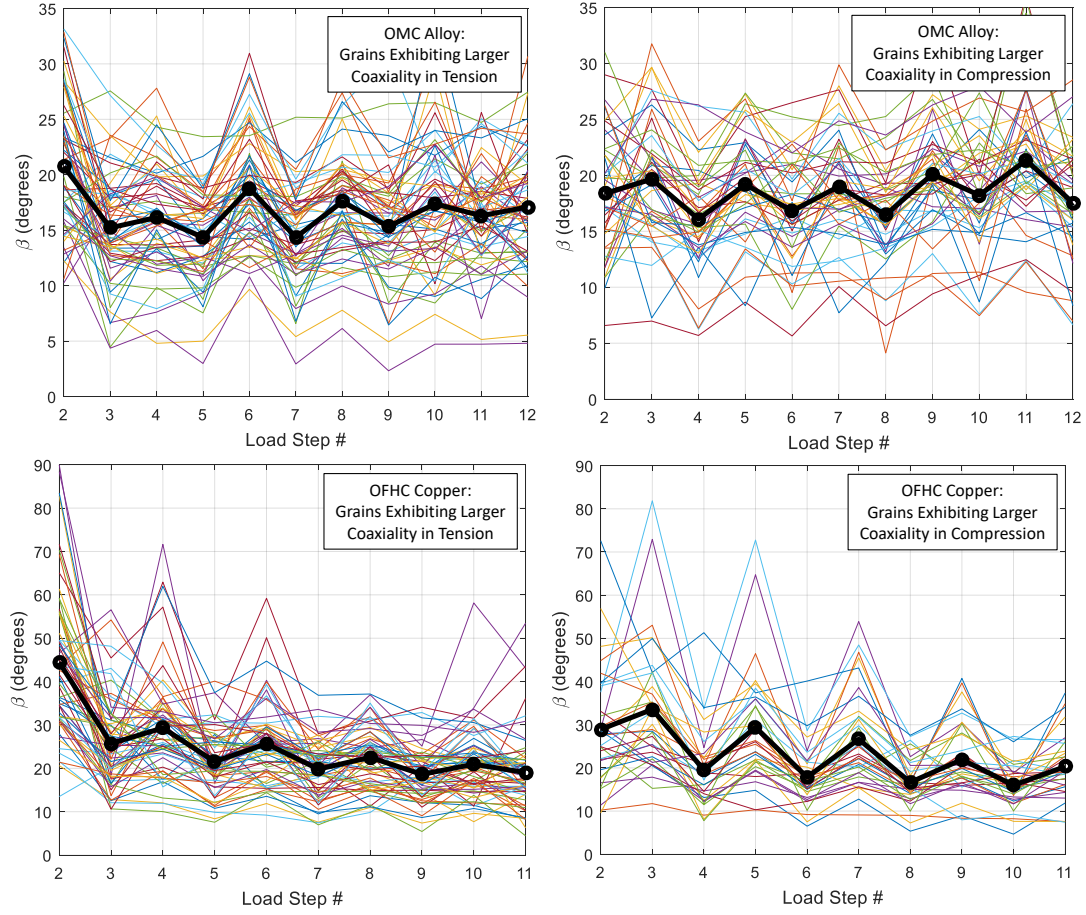 OMC Alloy:
Grains Exhibiting Larger
Coaxiality in Tension
35
30
25
20
15
10
5
0
β (degrees)
2 3 4 5 6 7 8 9 10 11 12
Load Step #
OMC Alloy:
Grains Exhibiting Larger
Coaxiality in Compression
35
30
25
20
15
10
5
0
β (degrees)
2 3 4 5 6 7 8 9 10 11 12
Load Step #
OFHC Copper:
Grains Exhibiting Larger
Coaxiality in Tension
90
80
70
60
50
40
30
20
10
0
β (degrees)
2 3 4 5 6 7 8 9 10 11
Load Step #
OFHC Copper:
Grains Exhibiting Larger
Coaxiality in Compression
90
80
70
60
50
40
30
20
10
0
β (degrees)
2 3 4 5 6 7 8 9 10 11
Load Step #